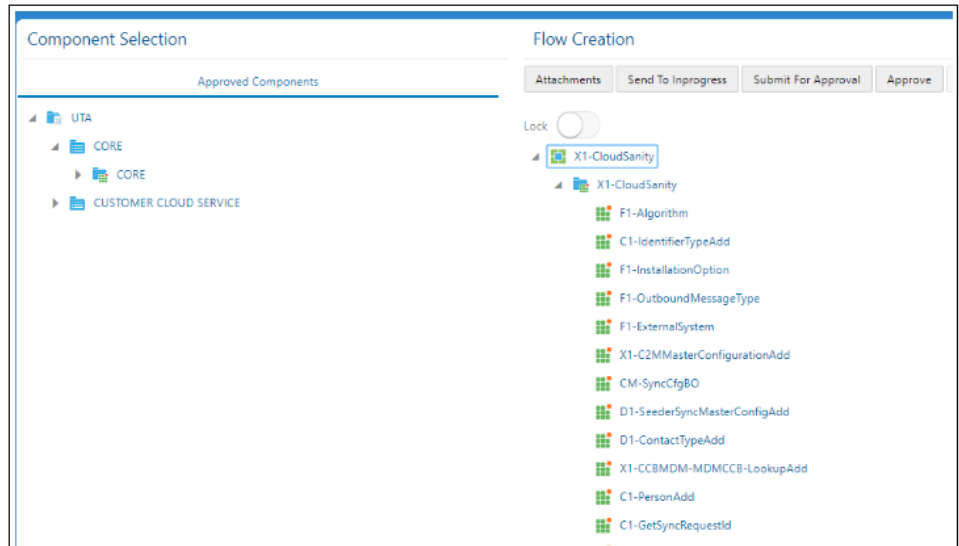 Component Selection
Approved Components
UTA
CORE
CORE
CUSTOMER CLOUD SERVICE
Flow Creation
Attachments
Send To Inprogress
Submit For Approval
Approve
Lock
X1-CloudSanity
X1-CloudSanity
F1-Algorithm
C1-IdentifierTypeAdd
F1-InstallationOption
F1-OutboundMessageType
F1-ExternalSystem
X1-C2MMasterConfigurationAdd
CM-SyncCfgBO
D1-SeederSyncMasterConfigAdd
D1-ContactTypeAdd
X1-CCBMDM-MDMCCB-LookupAdd
C1-PersonAdd
C1-GetSyncRequestId